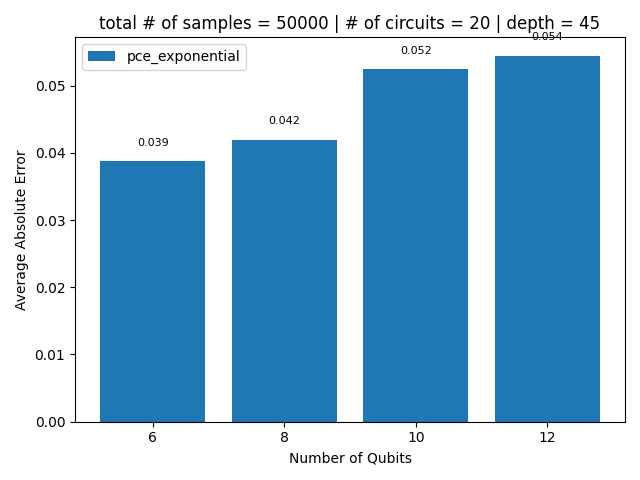 total # of samples = 50000 | # of circuits = 20 | depth = 45
pce_exponential
0.039
0.042
0.052
0.054
Average Absolute Error
0.05
0.04
0.03
0.02
0.01
0.00
6 8 10 12
Number of Qubits